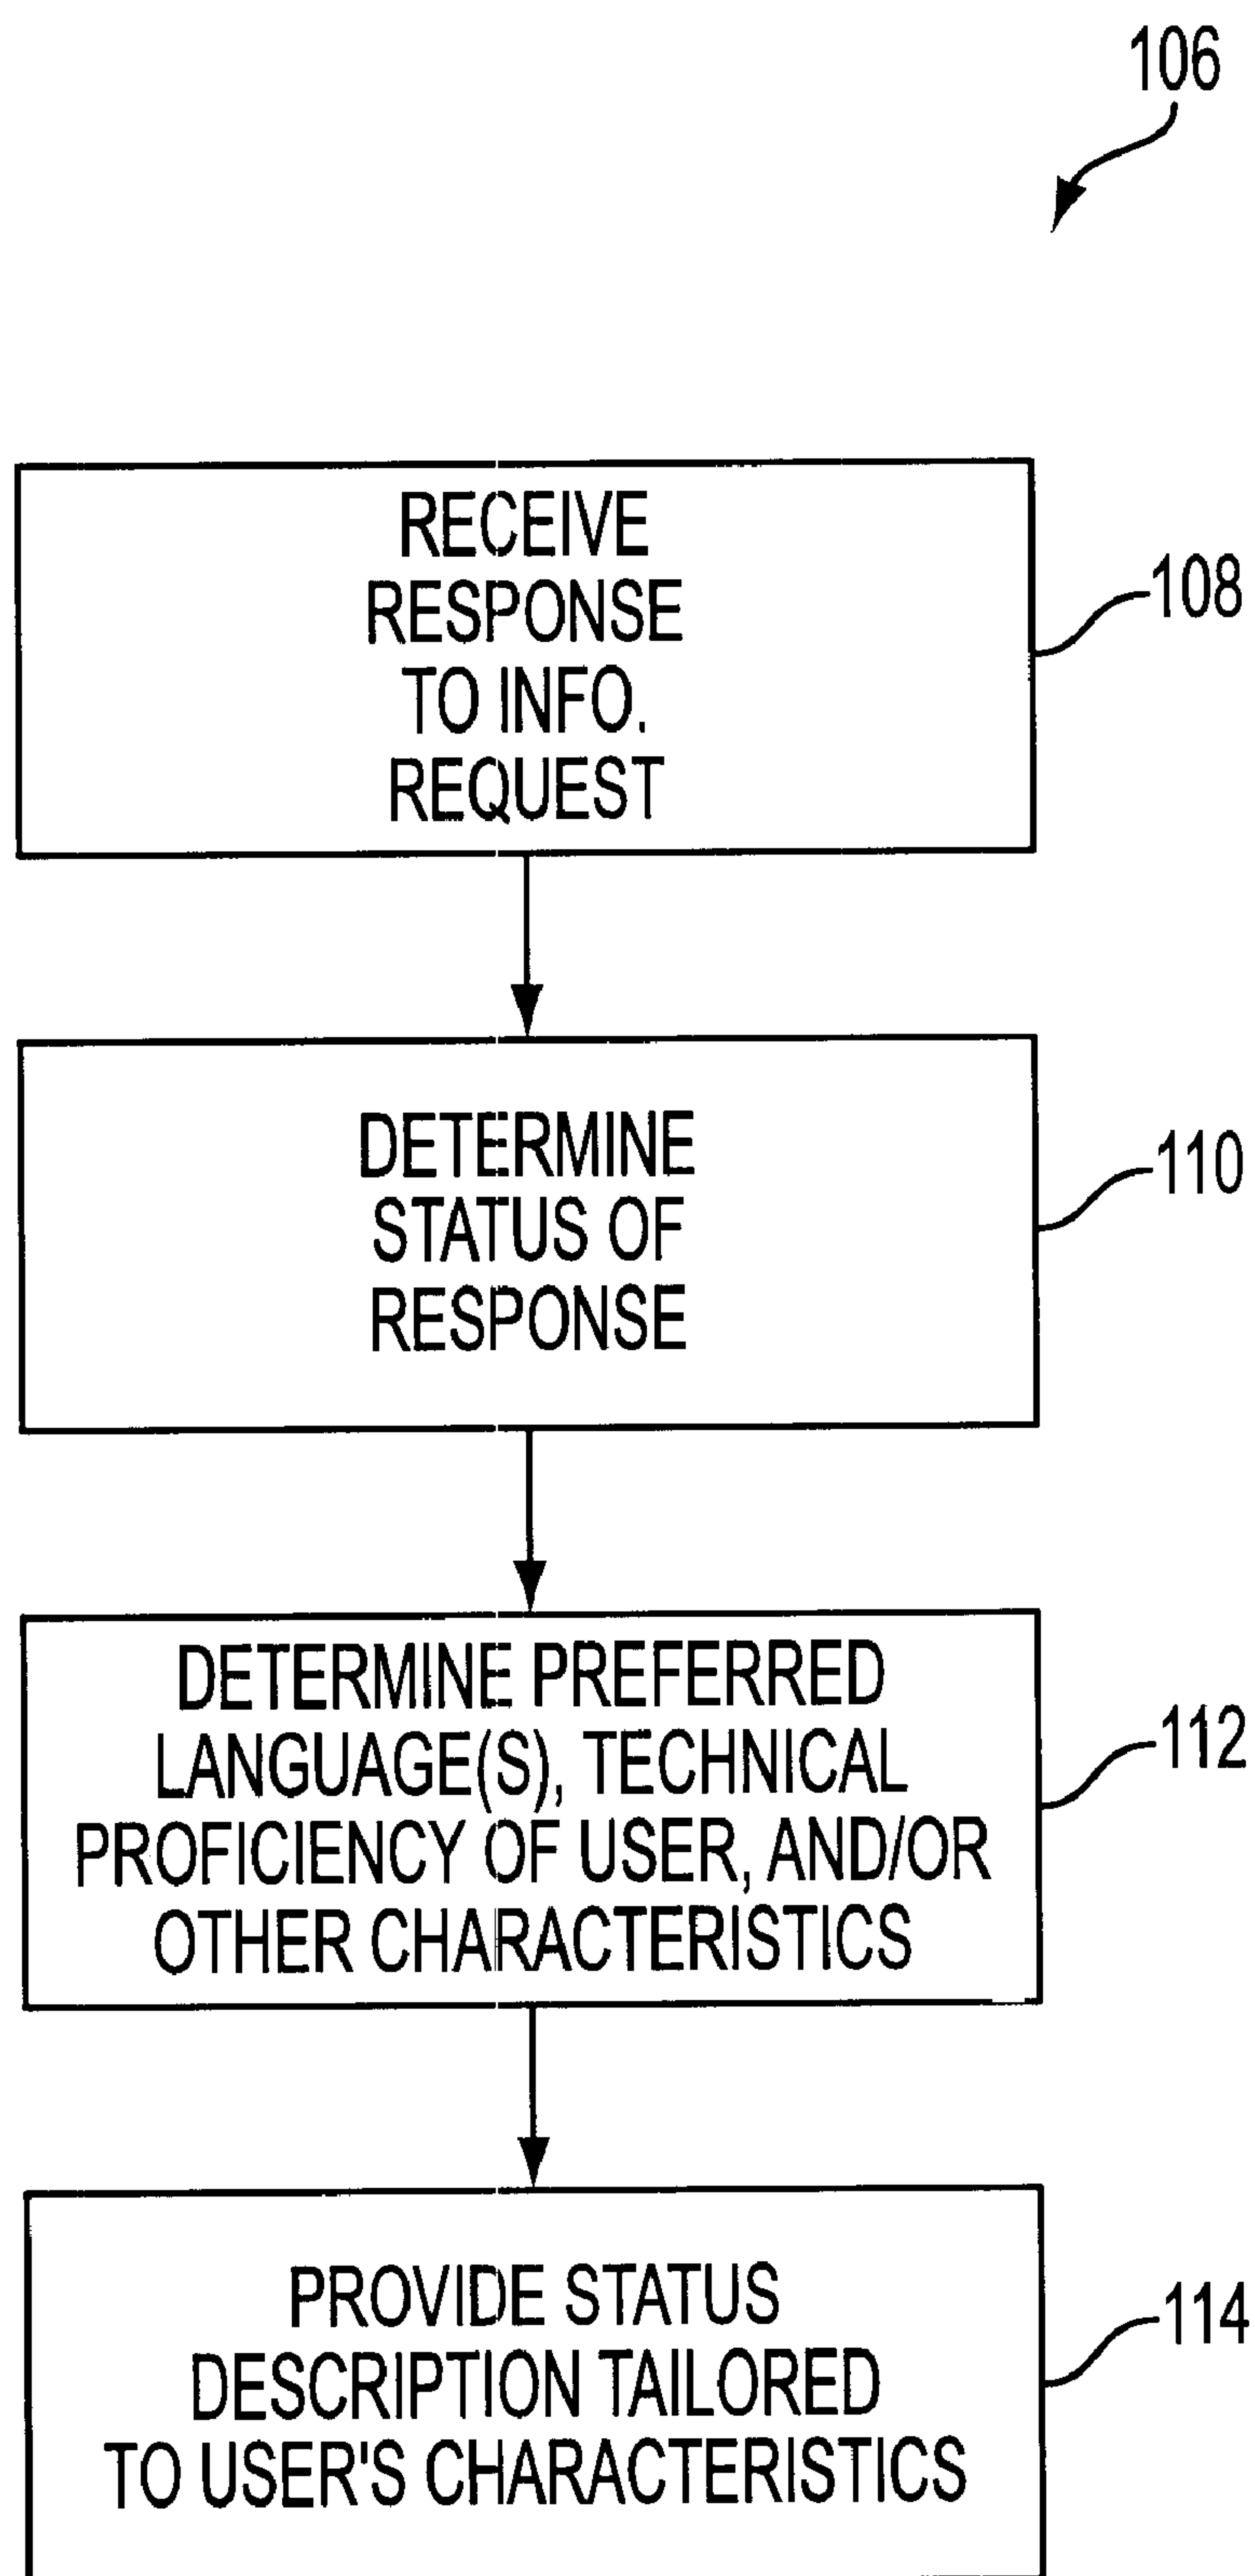 106
RECEIVE
RESPONSE
TO INFO.
REQUEST
108
DETERMINE
STATUS OF
RESPONSE
110
DETERMINE PREFERRED
LANGUAGE(S), TECHNICAL
PROFICIENCY OF USER, AND/OR
OTHER CHARACTERISTICS
112
PROVIDE STATUS
DESCRIPTION TAILORED
TO USER'S CHARACTERISTICS
114